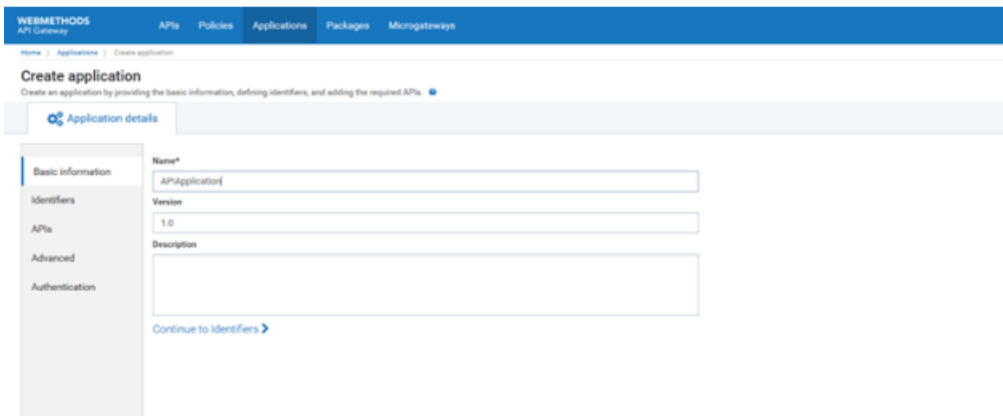 WEBMETHODS
API Gateway
APIs Policies Applications Packages Microgateways
Home | Applications | Create application
Create application
Create an application by providing the basic information, defining identifiers, and adding the required APIs.
Application details
Basic information
Identifiers
APIs
Advanced
Authentication
Name*
APIApplication
Version
1.0
Description
Continue to Identifiers